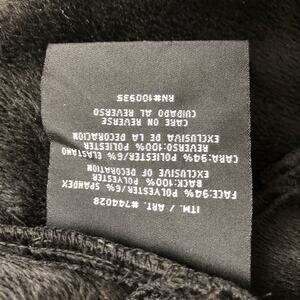 ITM. / ART. #744028
FACE:94% POLYESTER/6% SPANDEX
BACK:100% POLYESTER
EXCLUSIVE OF DECORATION
CARA:94% POLIESTER/6% ELASTANO
REVERSO:100% POLIESTER
EXCLUSIVA DE LA DECORACION
CARE ON REVERSE
CUIDADO AL REVERSO
RN#100935